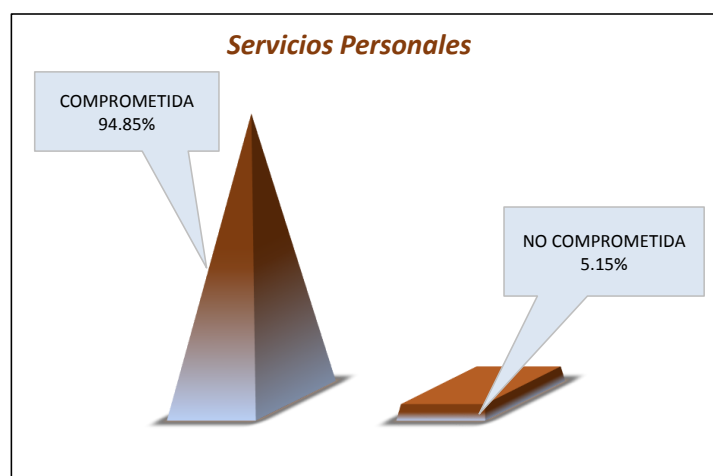 Servicios Personales
COMPROMETIDA
94.85%
NO COMPROMETIDA
5.15%